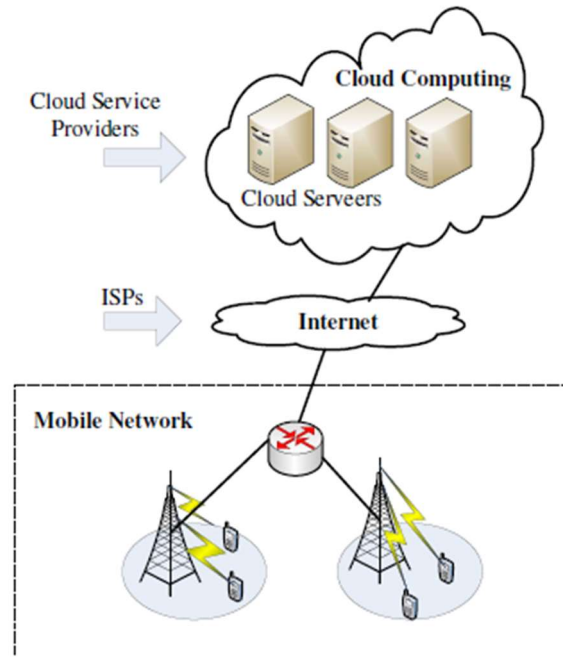 Cloud Computing
Cloud Service
Providers
Cloud Serveers
ISPs
Internet
Mobile Network